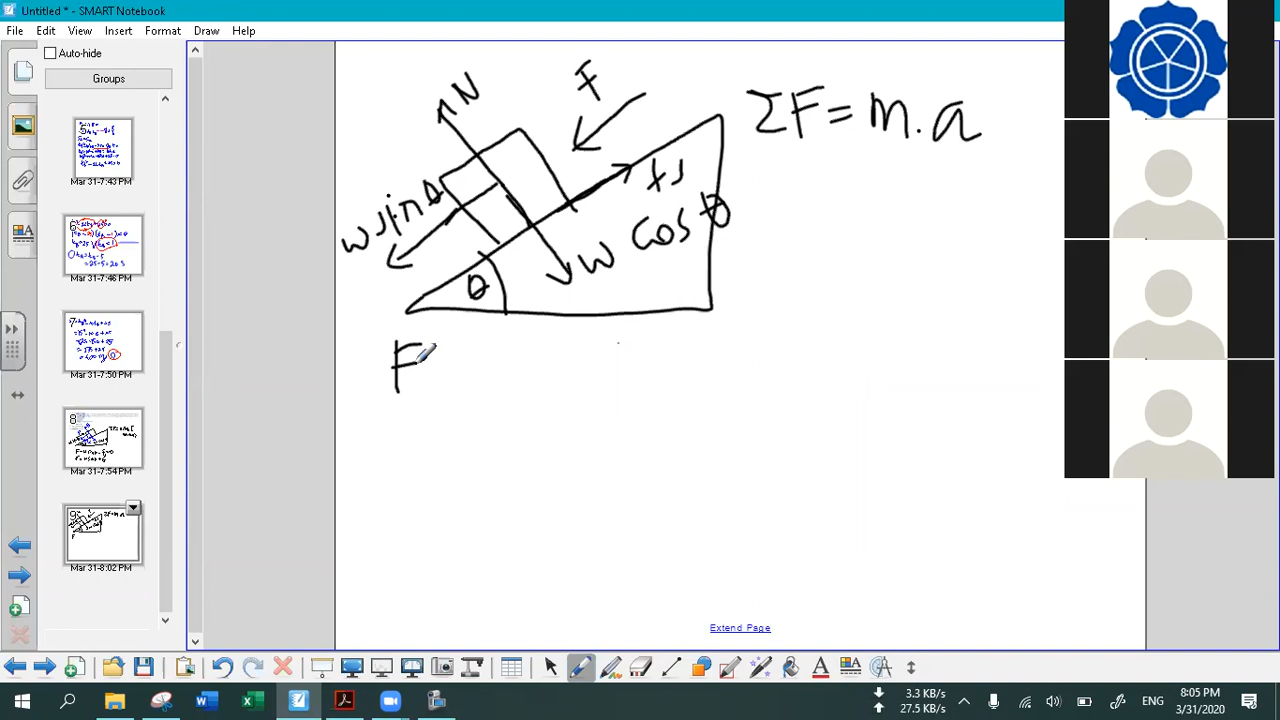 Untitled * - SMART Notebook
File Edit View Insert Format Draw Help
Auto-hide
Groups
Mar 31-7:43 PM
Mar 31-7:46 PM
Mar 31-7:50 PM
Mar 31-7:54 PM
Mar 31-8:02 PM
N
F
ΣF = m.a
w sin θ
fs
w cos θ
θ
F
Extend Page
3.3 KB/s
27.5 KB/s
ENG
8:05 PM
3/31/2020